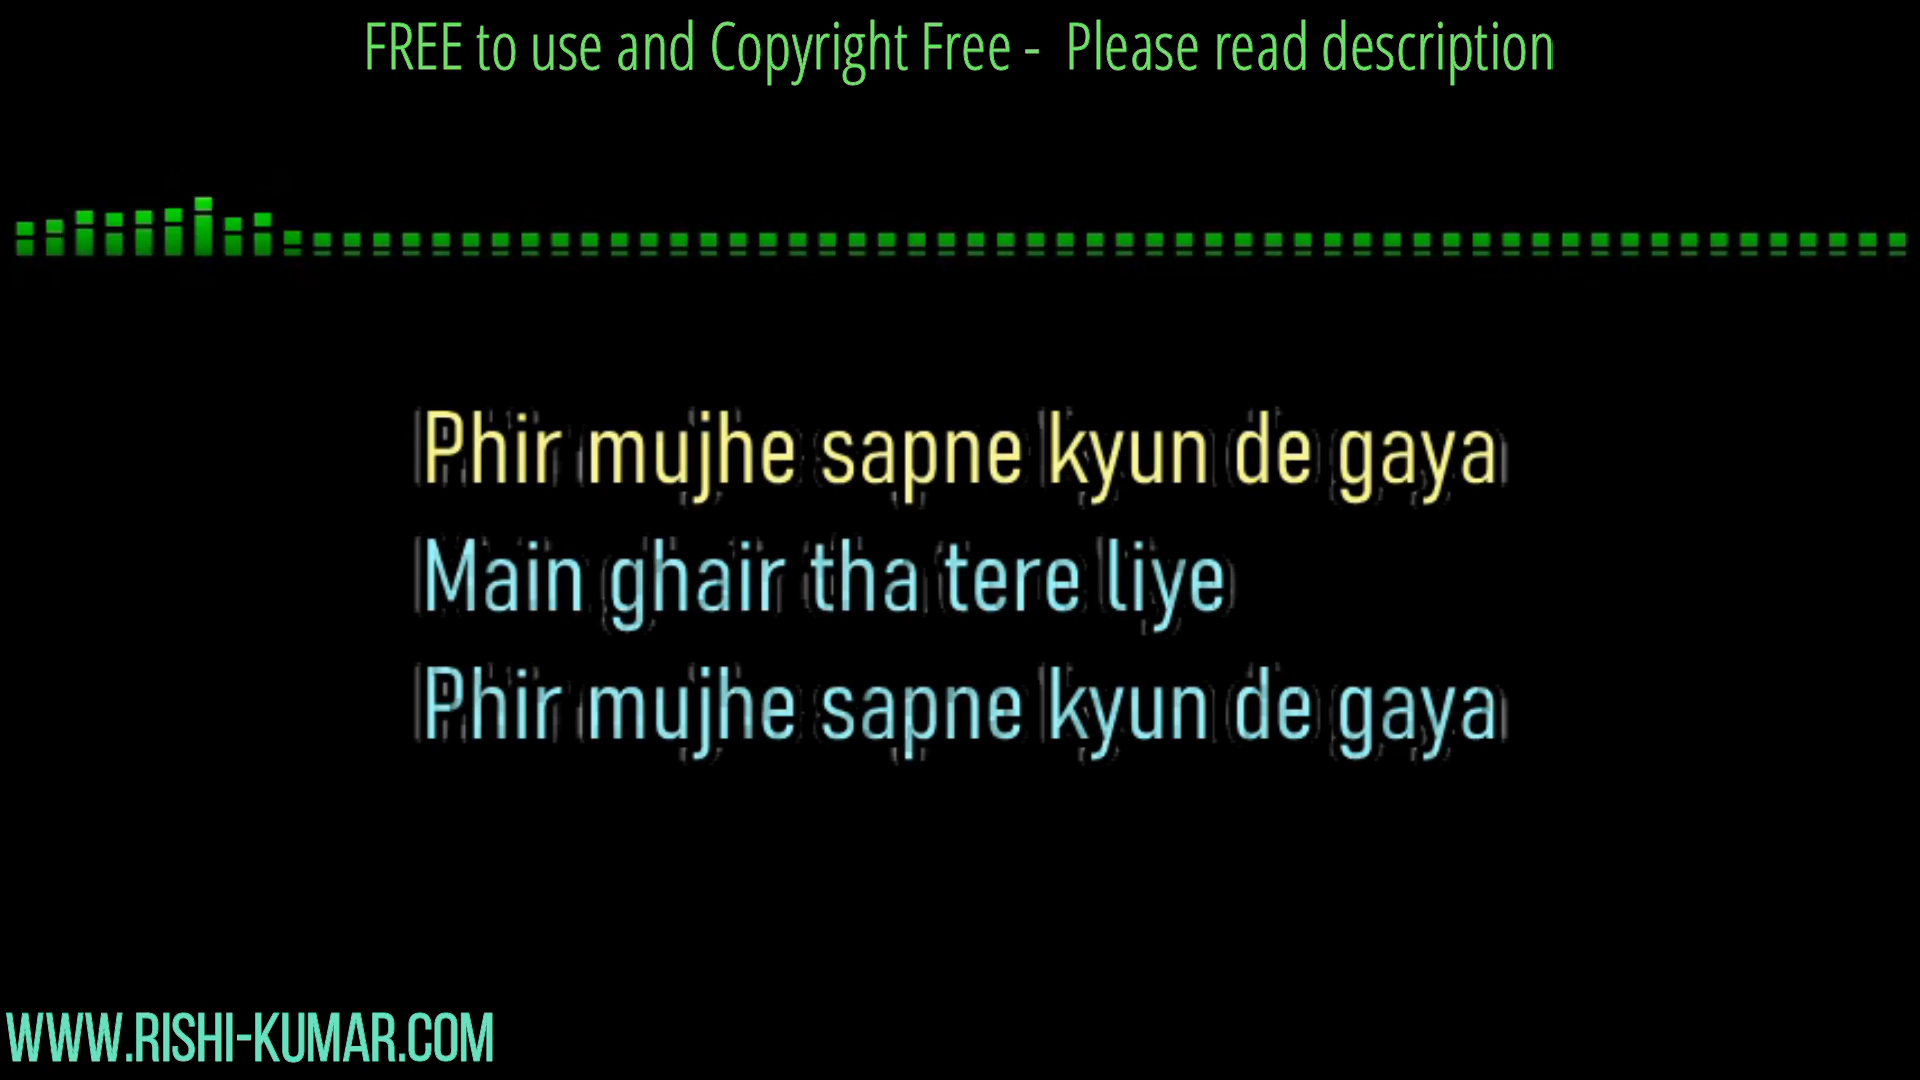 FREE to use and Copyright Free - Please read description
Phir mujhe sapne kyun de gaya
Main ghair tha tere liye
Phir mujhe sapne kyun de gaya
WWW.RISHI-KUMAR.COM